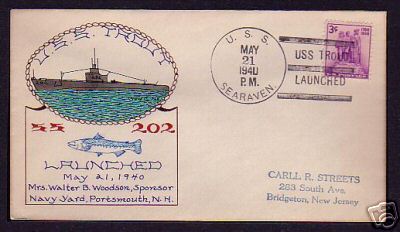 U.S.S. TROUT
SS 202
LAUNCHED
May 21, 1940
Mrs. Walter B. Woodson, Sponsor
Navy Yard, Portsmouth, N.H.
U. S. S.
MAY
21
1940
P.M.
SEARAVEN
USS TROUT
LAUNCHED
3¢
CARLL R. STREETS
283 South Ave.
Bridgeton, New Jersey